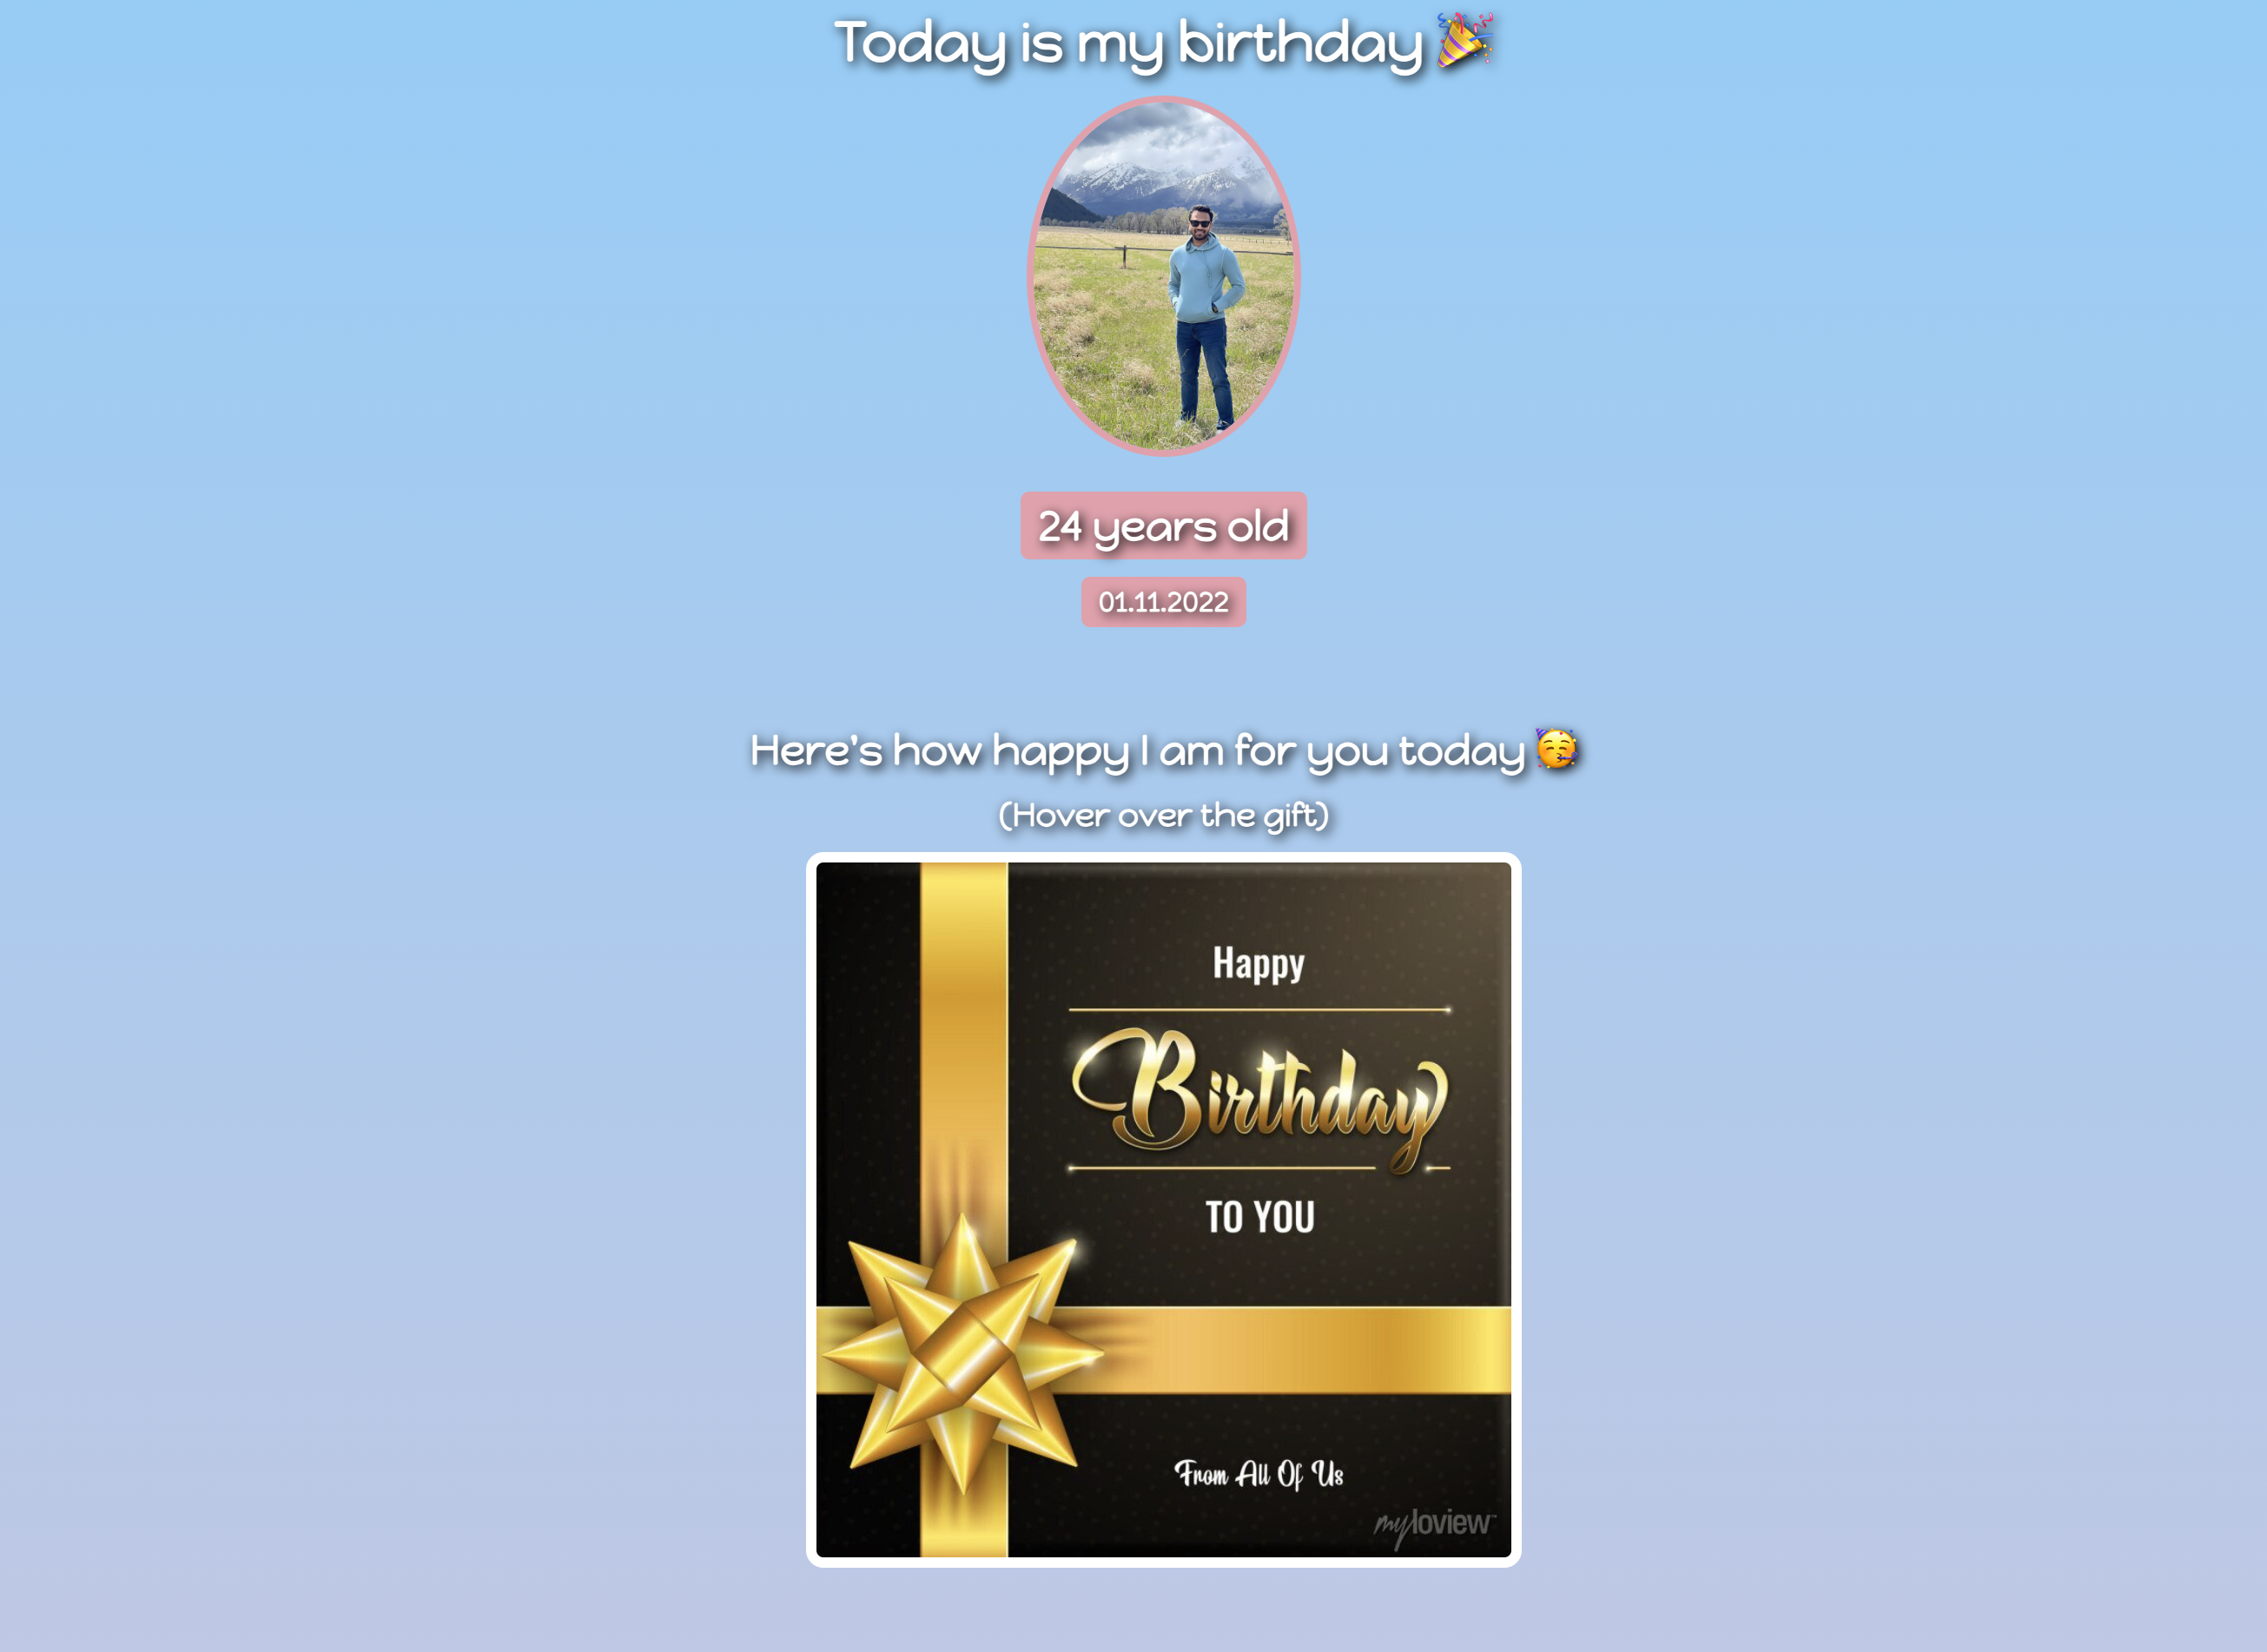 Today is my birthday 🎉
24 years old
01.11.2022
Here's how happy I am for you today 🥳
(Hover over the gift)
Happy
Birthday
TO YOU
From All Of Us
myloview™